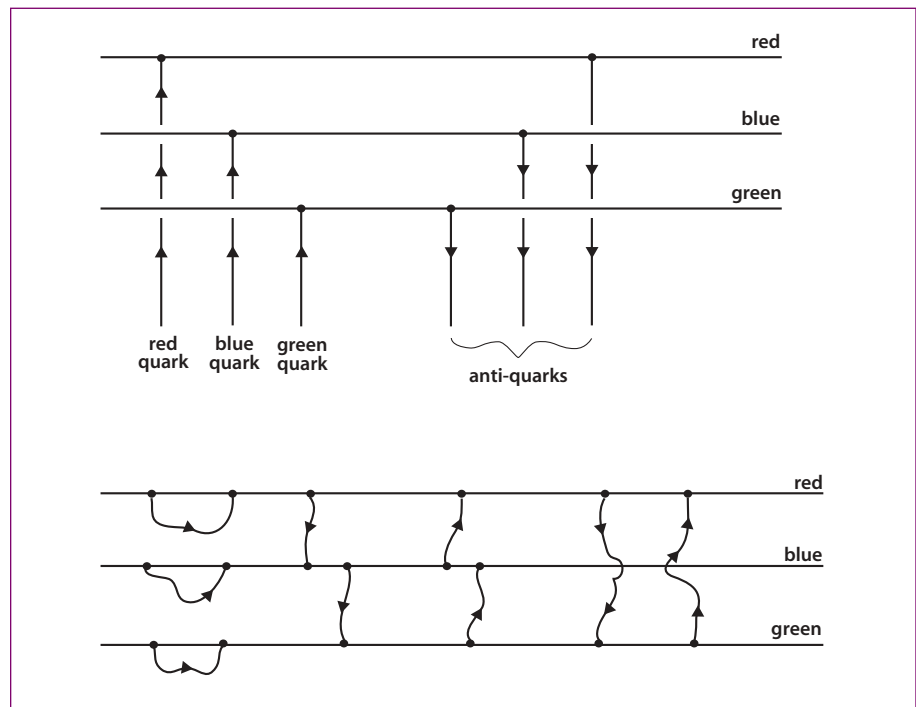 red
blue
green
red
quark
blue
quark
green
quark
anti-quarks
red
blue
green